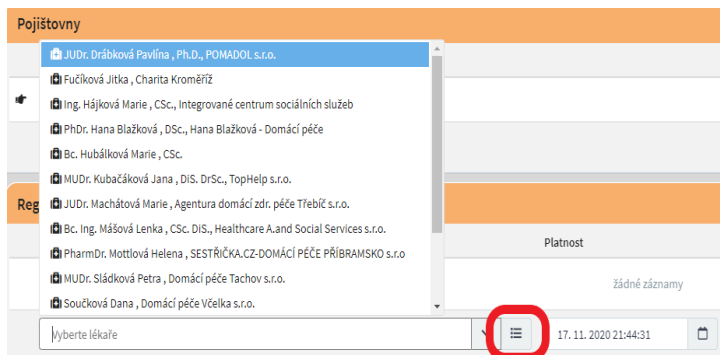 Pojištovny
JUDr. Drábková Pavlína , Ph.D., POMADOL s.r.o.
Fučíková Jitka , Charita Kroměříž
Ing. Hájková Marie , CSc., Integrované centrum sociálních služeb
PhDr. Hana Blažková , DSc., Hana Blažková - Domácí péče
Bc. Hubálková Marie , CSc.
MUDr. Kubačáková Jana , DiS. DrSc., TopHelp s.r.o.
Reg
JUDr. Machátová Marie , Agentura domácí zdr. péče Třebíč s.r.o.
Bc. Ing. Mášová Lenka , CSc. DiS., Healthcare A.and Social Services s.r.o.
PharmDr. Mottlová Helena , SESTŘIČKA.CZ-DOMÁCÍ PÉČE PŘÍBRAMSKO s.r.o
Platnost
MUDr. Sládková Petra , Domácí péče Tachov s.r.o.
žádné záznamy
Součková Dana , Domácí péče Včelka s.r.o.
Vyberte lékaře
17. 11. 2020 21:44:31